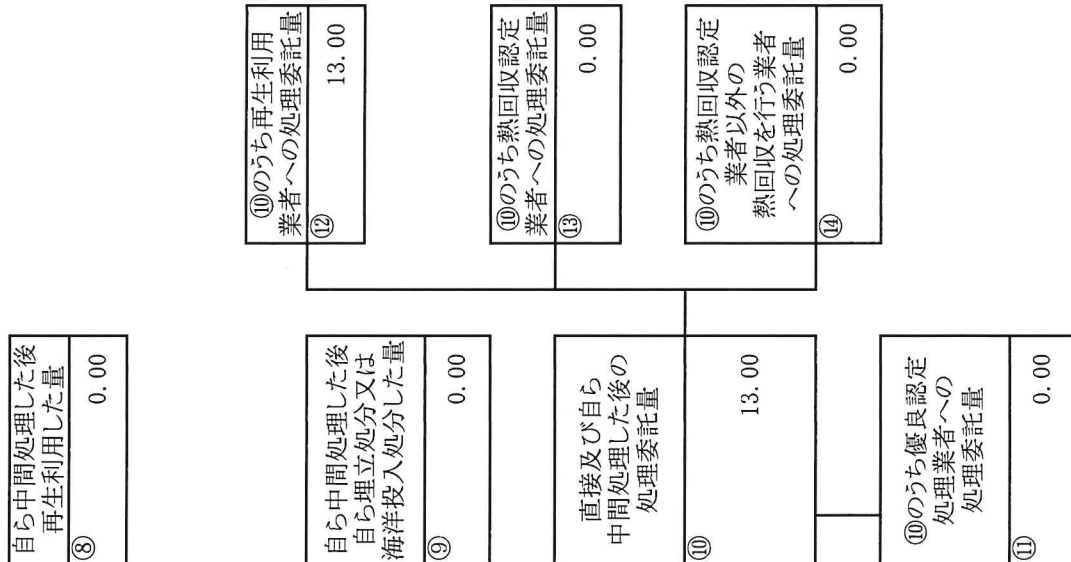 自ら中間処理した後
再生利用した量
⑧
0.00
自ら中間処理した後
自ら埋立処分又は
海洋投入処分した量
⑨
0.00
直接及び自ら
中間処理した後の
処理委託量
⑩
13.00
⑩のうち優良認定
処理業者への
処理委託量
⑪
0.00
⑩のうち再生利用
業者への処理委託量
⑫
13.00
⑩のうち熱回収認定
業者への処理委託量
⑬
0.00
⑩のうち熱回収認定
業者以外の
熱回収を行う業者
への処理委託量
⑭
0.00